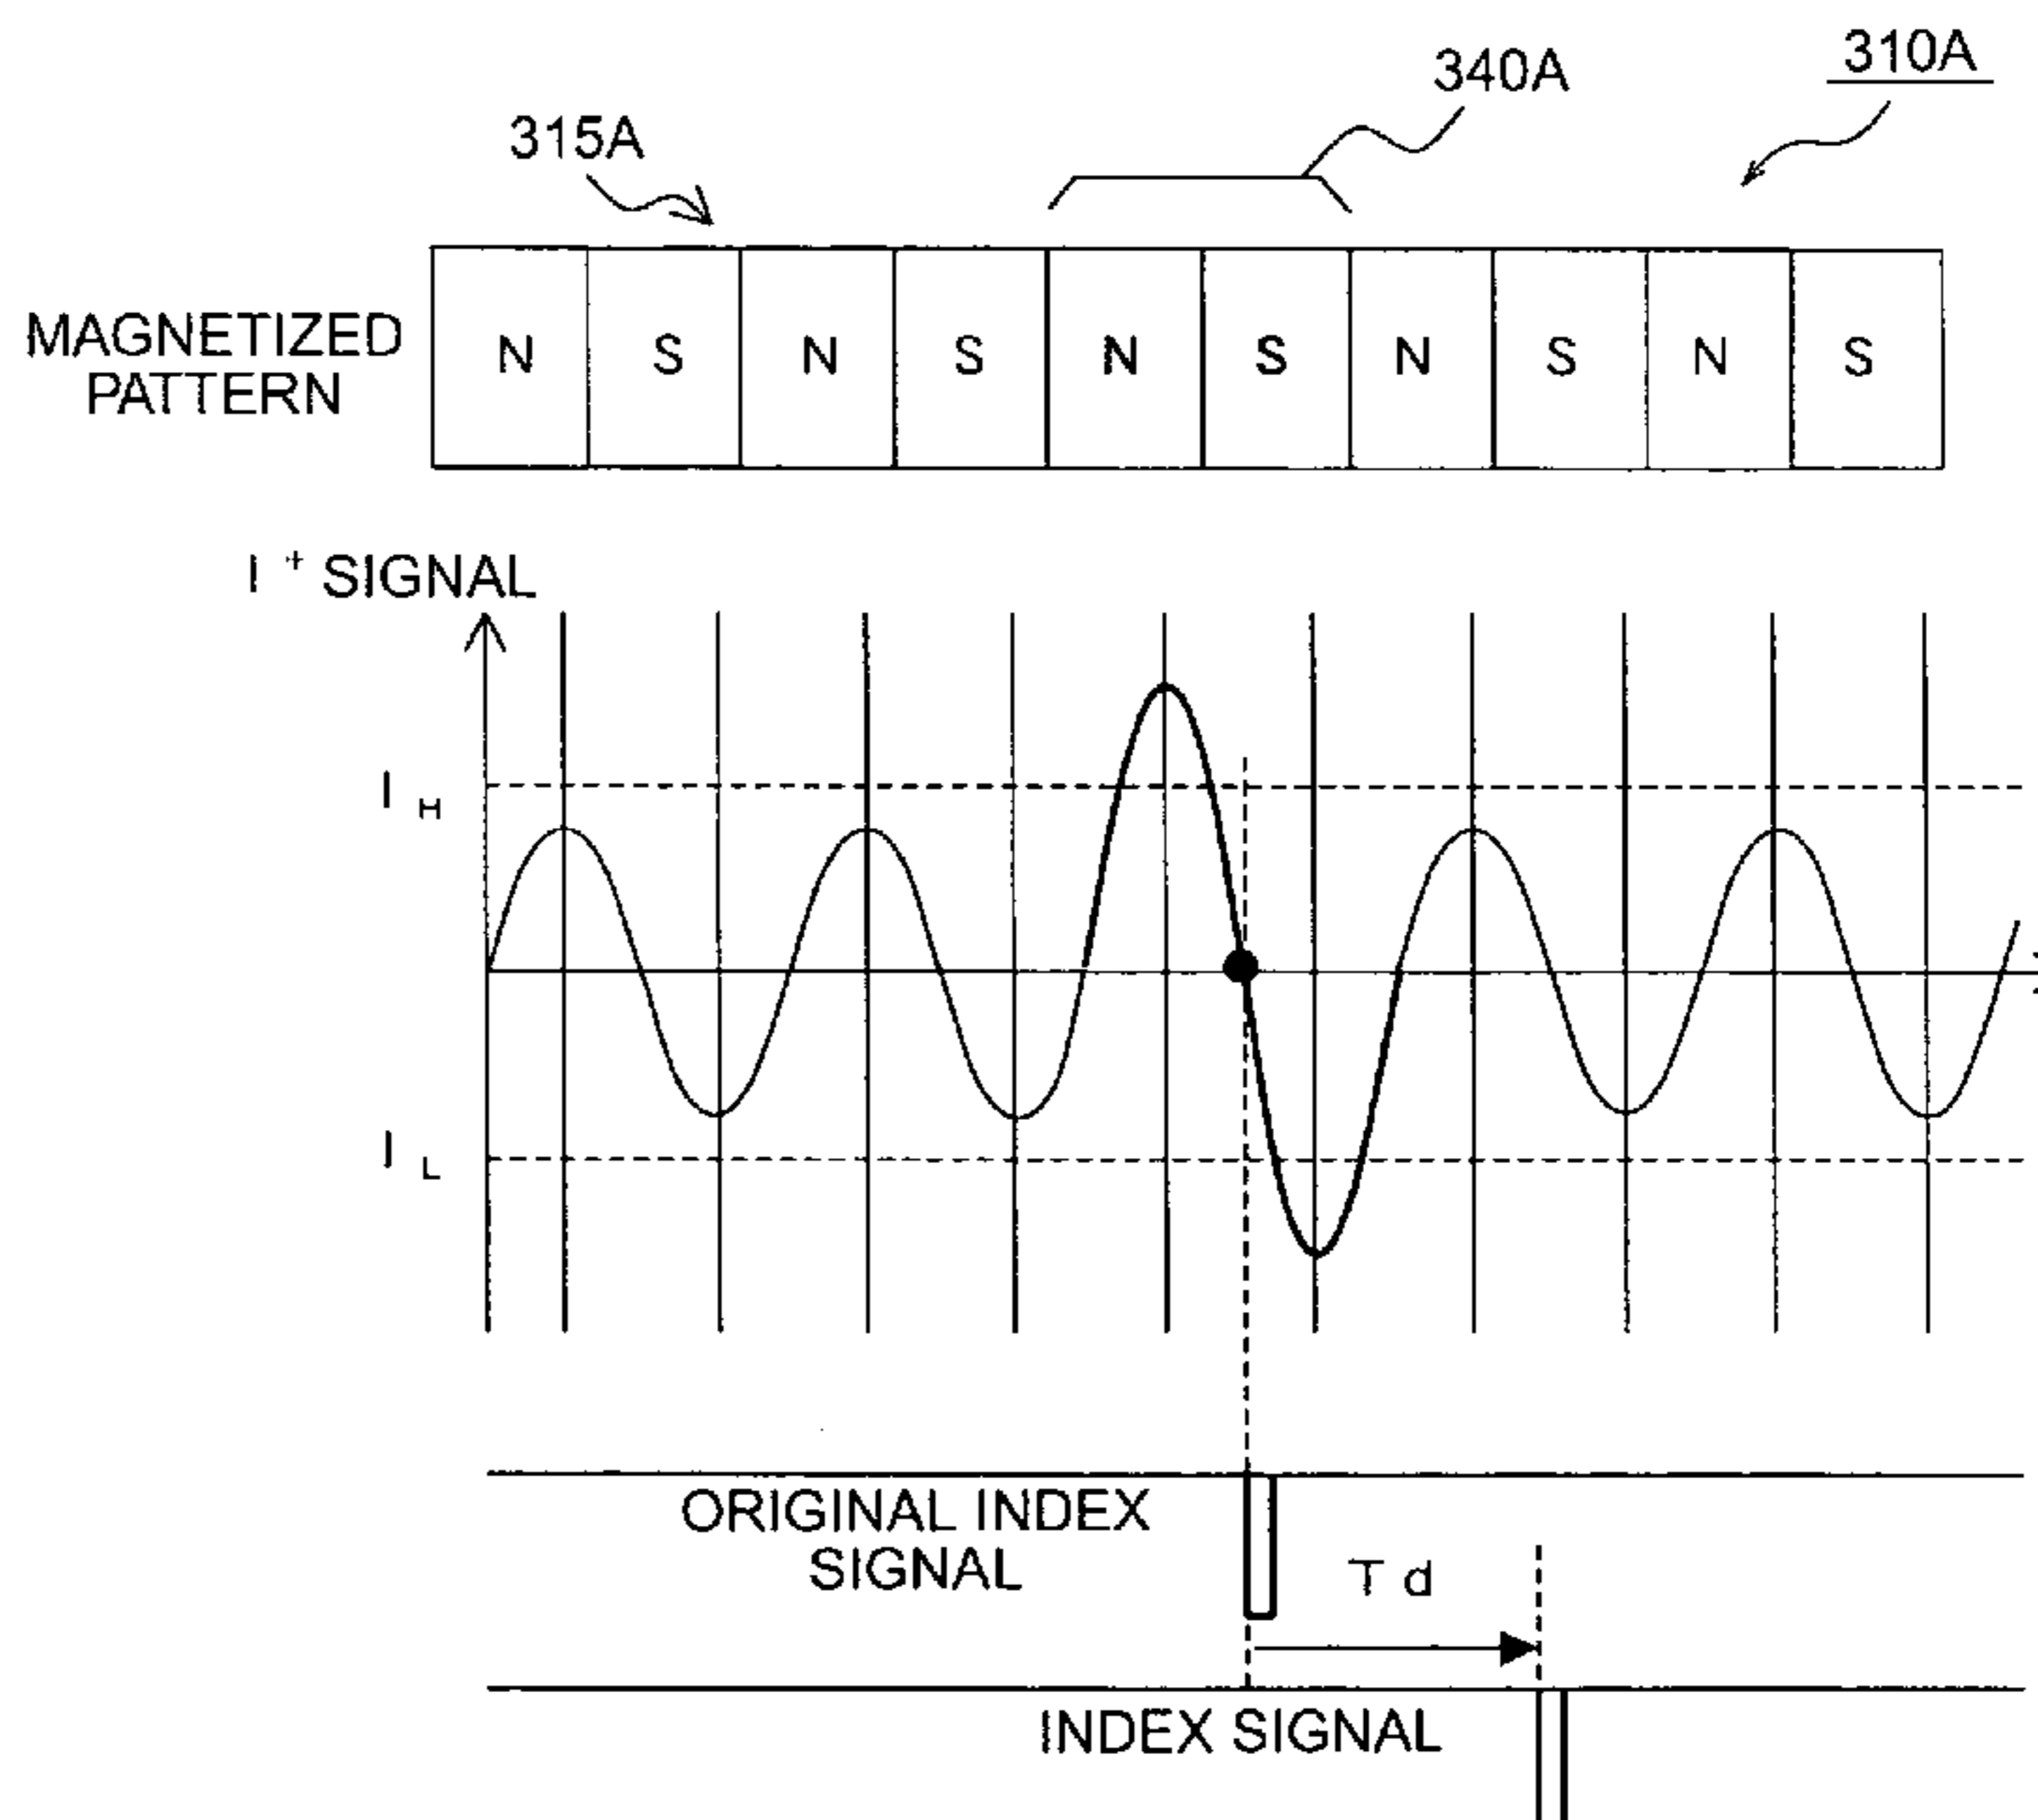 310A
340A
315A
MAGNETIZED
PATTERN
N S N S N S N S N S
I + SIGNAL
I H
I L
ORIGINAL INDEX
SIGNAL
T d
INDEX SIGNAL